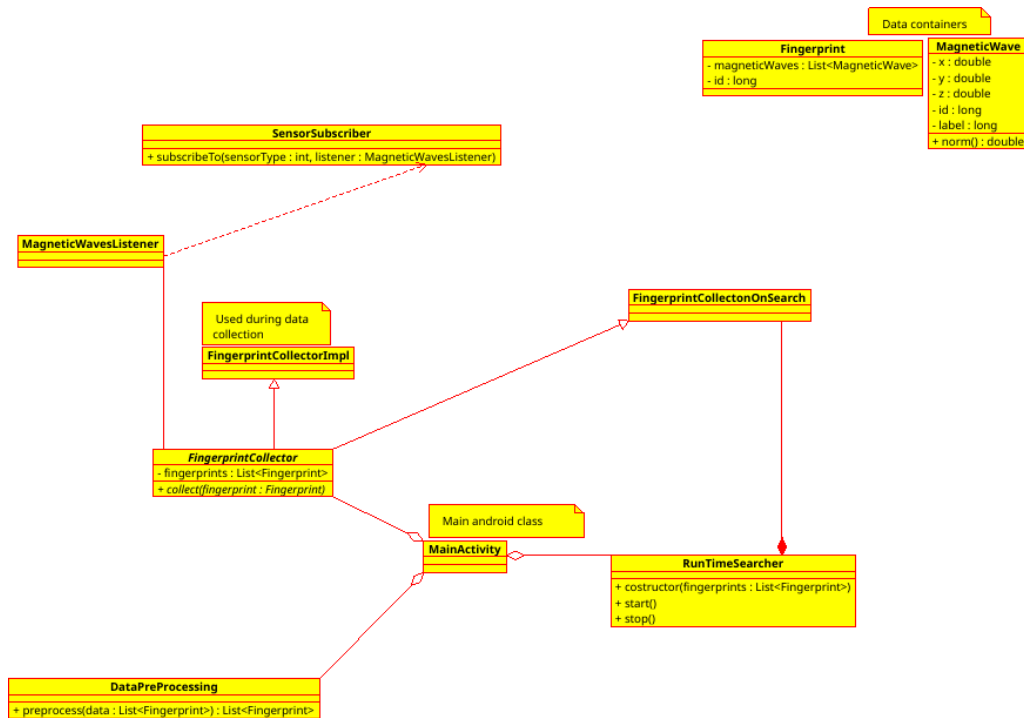 Data containers
Fingerprint
- magneticWaves : List<MagneticWave>
- id : long
MagneticWave
- x : double
- y : double
- z : double
- id : long
- label : long
+ norm() : double
SensorSubscriber
+ subscribeTo(sensorType : int, listener : MagneticWavesListener)
MagneticWavesListener
FingerprintCollectonOnSearch
Used during data
collection
FingerprintCollectorImpl
FingerprintCollector
- fingerprints : List<Fingerprint>
+ collect(fingerprint : Fingerprint)
Main android class
MainActivity
RunTimeSearcher
+ costructor(fingerprints : List<Fingerprint>)
+ start()
+ stop()
DataPreProcessing
+ preprocess(data : List<Fingerprint>) : List<Fingerprint>